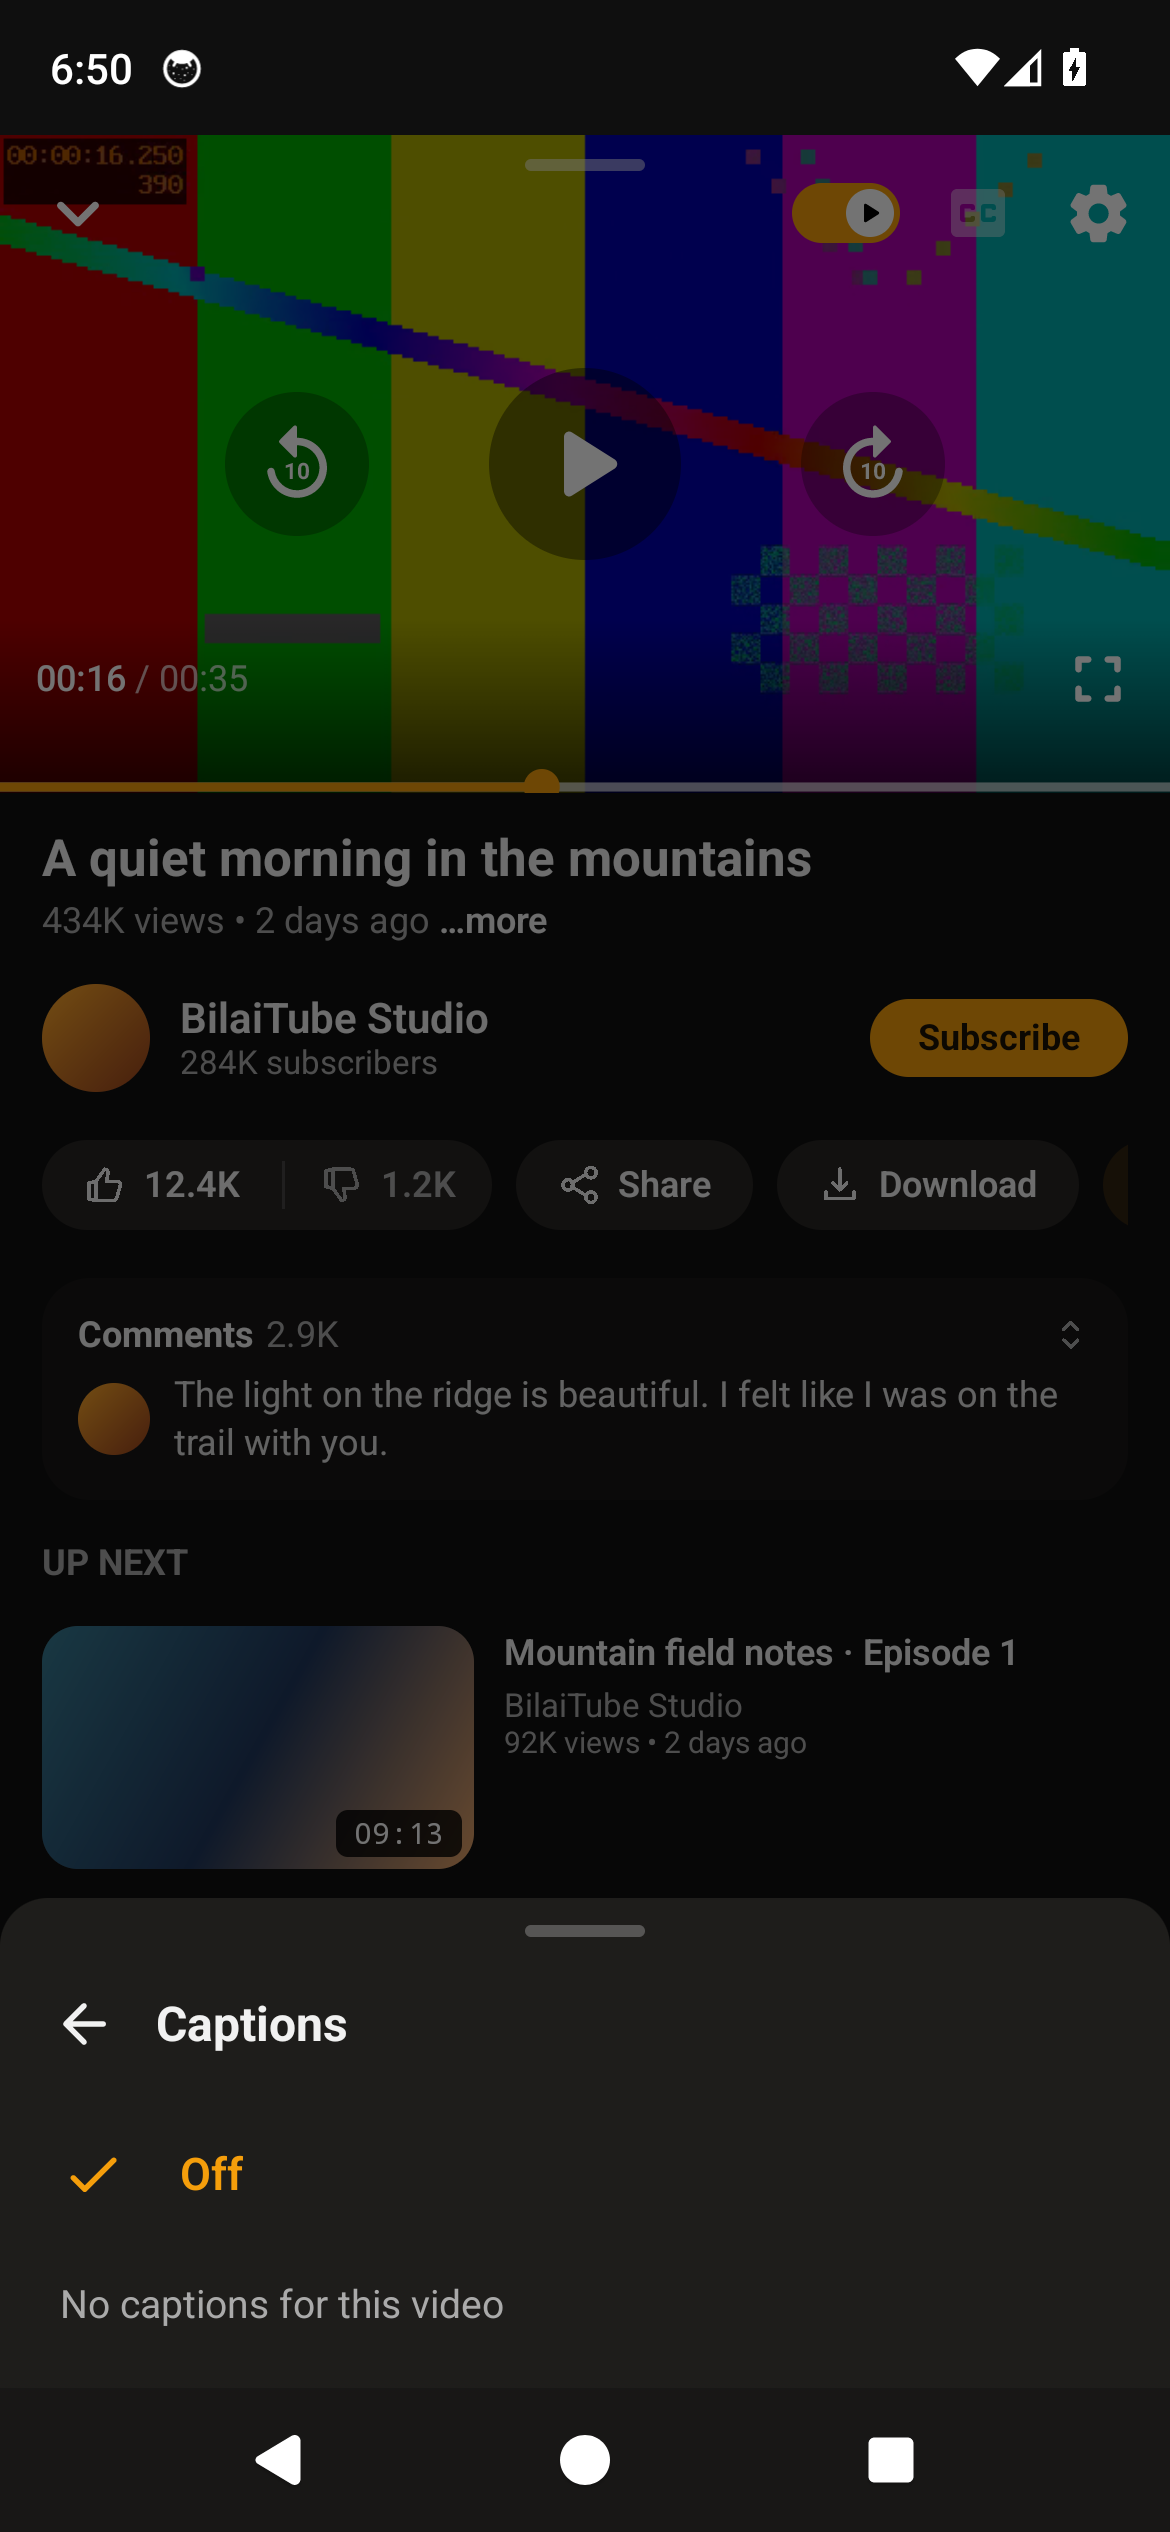 6:50
00:00:16.250
390
CC
10
10
00:16 / 00:35
A quiet morning in the mountains
434K views • 2 days ago ...more
BilaiTube Studio
284K subscribers
Subscribe
12.4K
1.2K
Share
Download
Comments 2.9K
The light on the ridge is beautiful. I felt like I was on the
trail with you.
UP NEXT
Mountain field notes · Episode 1
BilaiTube Studio
92K views • 2 days ago
09:13
Captions
Off
No captions for this video